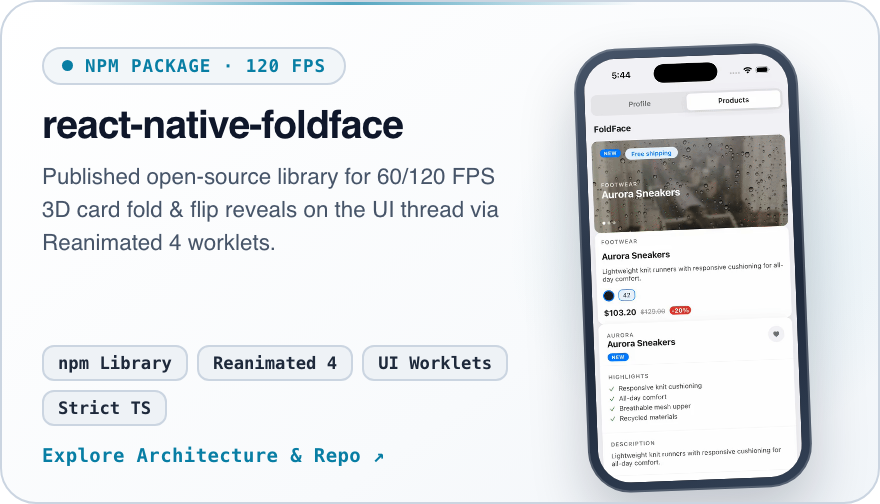 NPM PACKAGE · 120 FPS
react-native-foldface
Published open-source library for 60/120 FPS
3D card fold & flip reveals on the UI thread via
Reanimated 4 worklets.
npm Library
Reanimated 4
UI Worklets
Strict TS
Explore Architecture & Repo ↗
5:44
Profile
Products
FoldFace
NEW
Free shipping
FOOTWEAR
Aurora Sneakers
FOOTWEAR
Aurora Sneakers
Lightweight knit runners with responsive cushioning for all-
day comfort.
42
$103.20 $129.00 -20%
AURORA
Aurora Sneakers
NEW
HIGHLIGHTS
✓ Responsive knit cushioning
✓ All-day comfort
✓ Breathable mesh upper
✓ Recycled materials
DESCRIPTION
Lightweight knit runners with responsive cushioning for
all-day comfort.